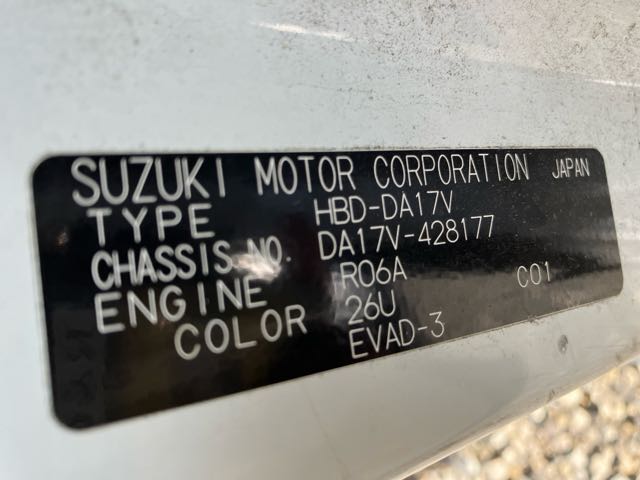 SUZUKI MOTOR CORPORATION JAPAN
TYPE HBD-DA17V
CHASSIS NO. DA17V-428177
ENGINE R06A C01
COLOR 26U
EVAD-3